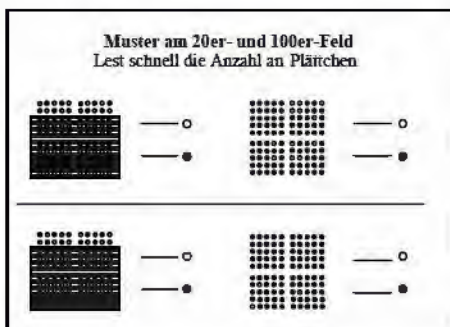 Muster am 20er- und 100er-Feld
Lest schnell die Anzahl an Plättchen